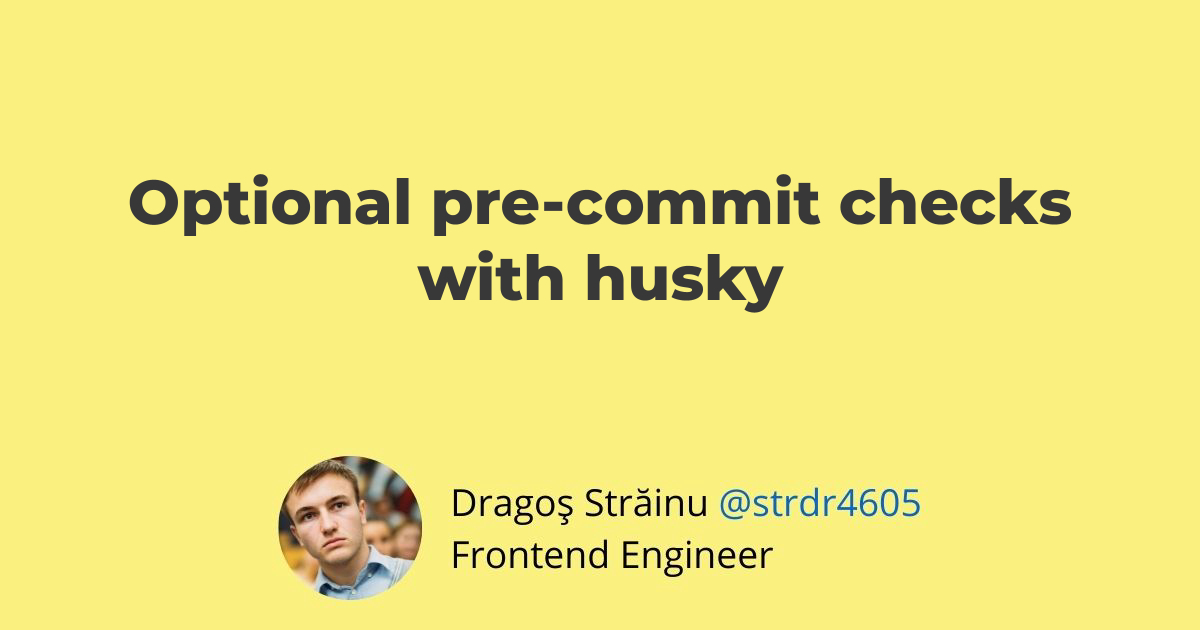 Optional pre-commit checks
with husky
Dragoş Străinu @strdr4605
Frontend Engineer